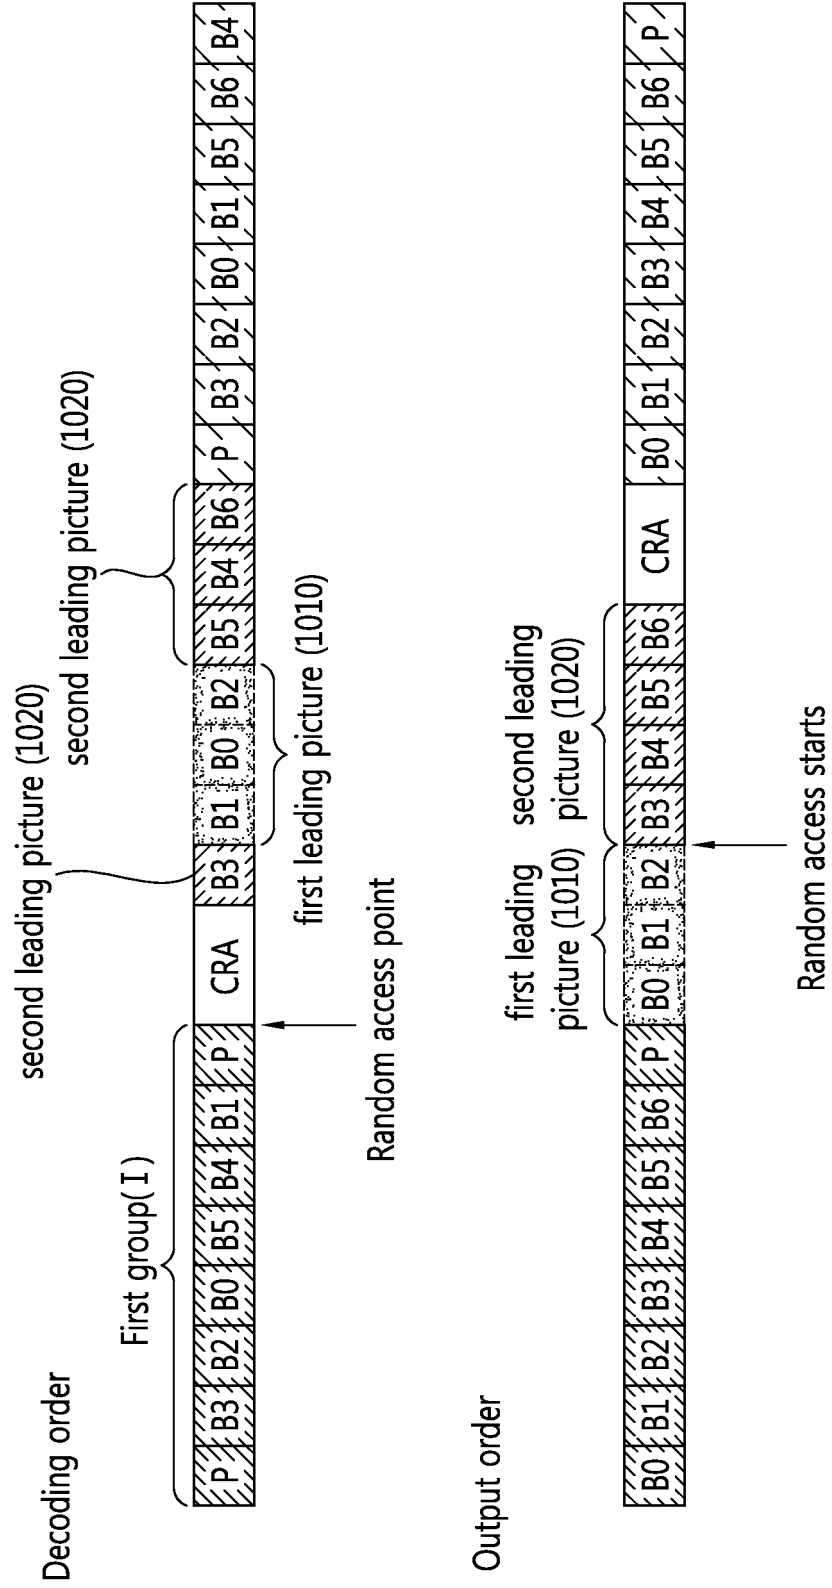 Decoding order
First group(I)
second leading picture (1020)
second leading picture (1020)
P B3 B2 B0 B5 B4 B1 P CRA B3 B1 B0 B2 B5 B4 B6 P B3 B2 B0 B1 B5 B6 B4
first leading picture (1010)
Random access point
Output order
first leading
picture (1010)
second leading
picture (1020)
B0 B1 B2 B3 B4 B5 B6 P B0 B1 B2 B3 B4 B5 B6 CRA B0 B1 B2 B3 B4 B5 B6 P
Random access starts